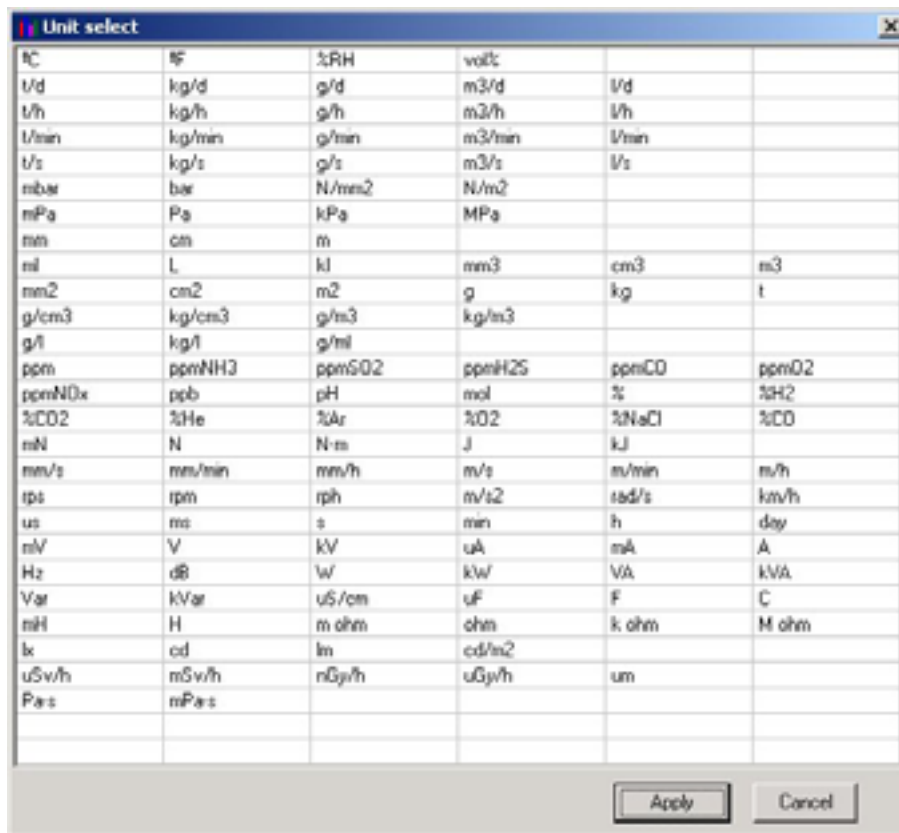 Unit select
ºC ºF %RH vol%
t/d kg/d g/d m3/d l/d
t/h kg/h g/h m3/h l/h
t/min kg/min g/min m3/min l/min
t/s kg/s g/s m3/s l/s
mbar bar N/mm2 N/m2
mPa Pa kPa MPa
mm cm m
ml L kl mm3 cm3 m3
mm2 cm2 m2 g kg t
g/cm3 kg/cm3 g/m3 kg/m3
g/l kg/l g/ml
ppm ppmNH3 ppmSO2 ppmH2S ppmCO ppmO2
ppmNOx ppb pH mol % %H2
%CO2 %He %Ar %O2 %NaCl %CO
mN N N·m J kJ
mm/s mm/min mm/h m/s m/min m/h
rps rpm rph m/s2 rad/s km/h
us ms s min h day
mV V kV uA mA A
Hz dB W kW VA kVA
Var kVar uS/cm uF F C
mH H m ohm ohm k ohm M ohm
lx cd lm cd/m2
uSv/h mSv/h nGy/h uGy/h um
Pa·s mPa·s
Apply Cancel